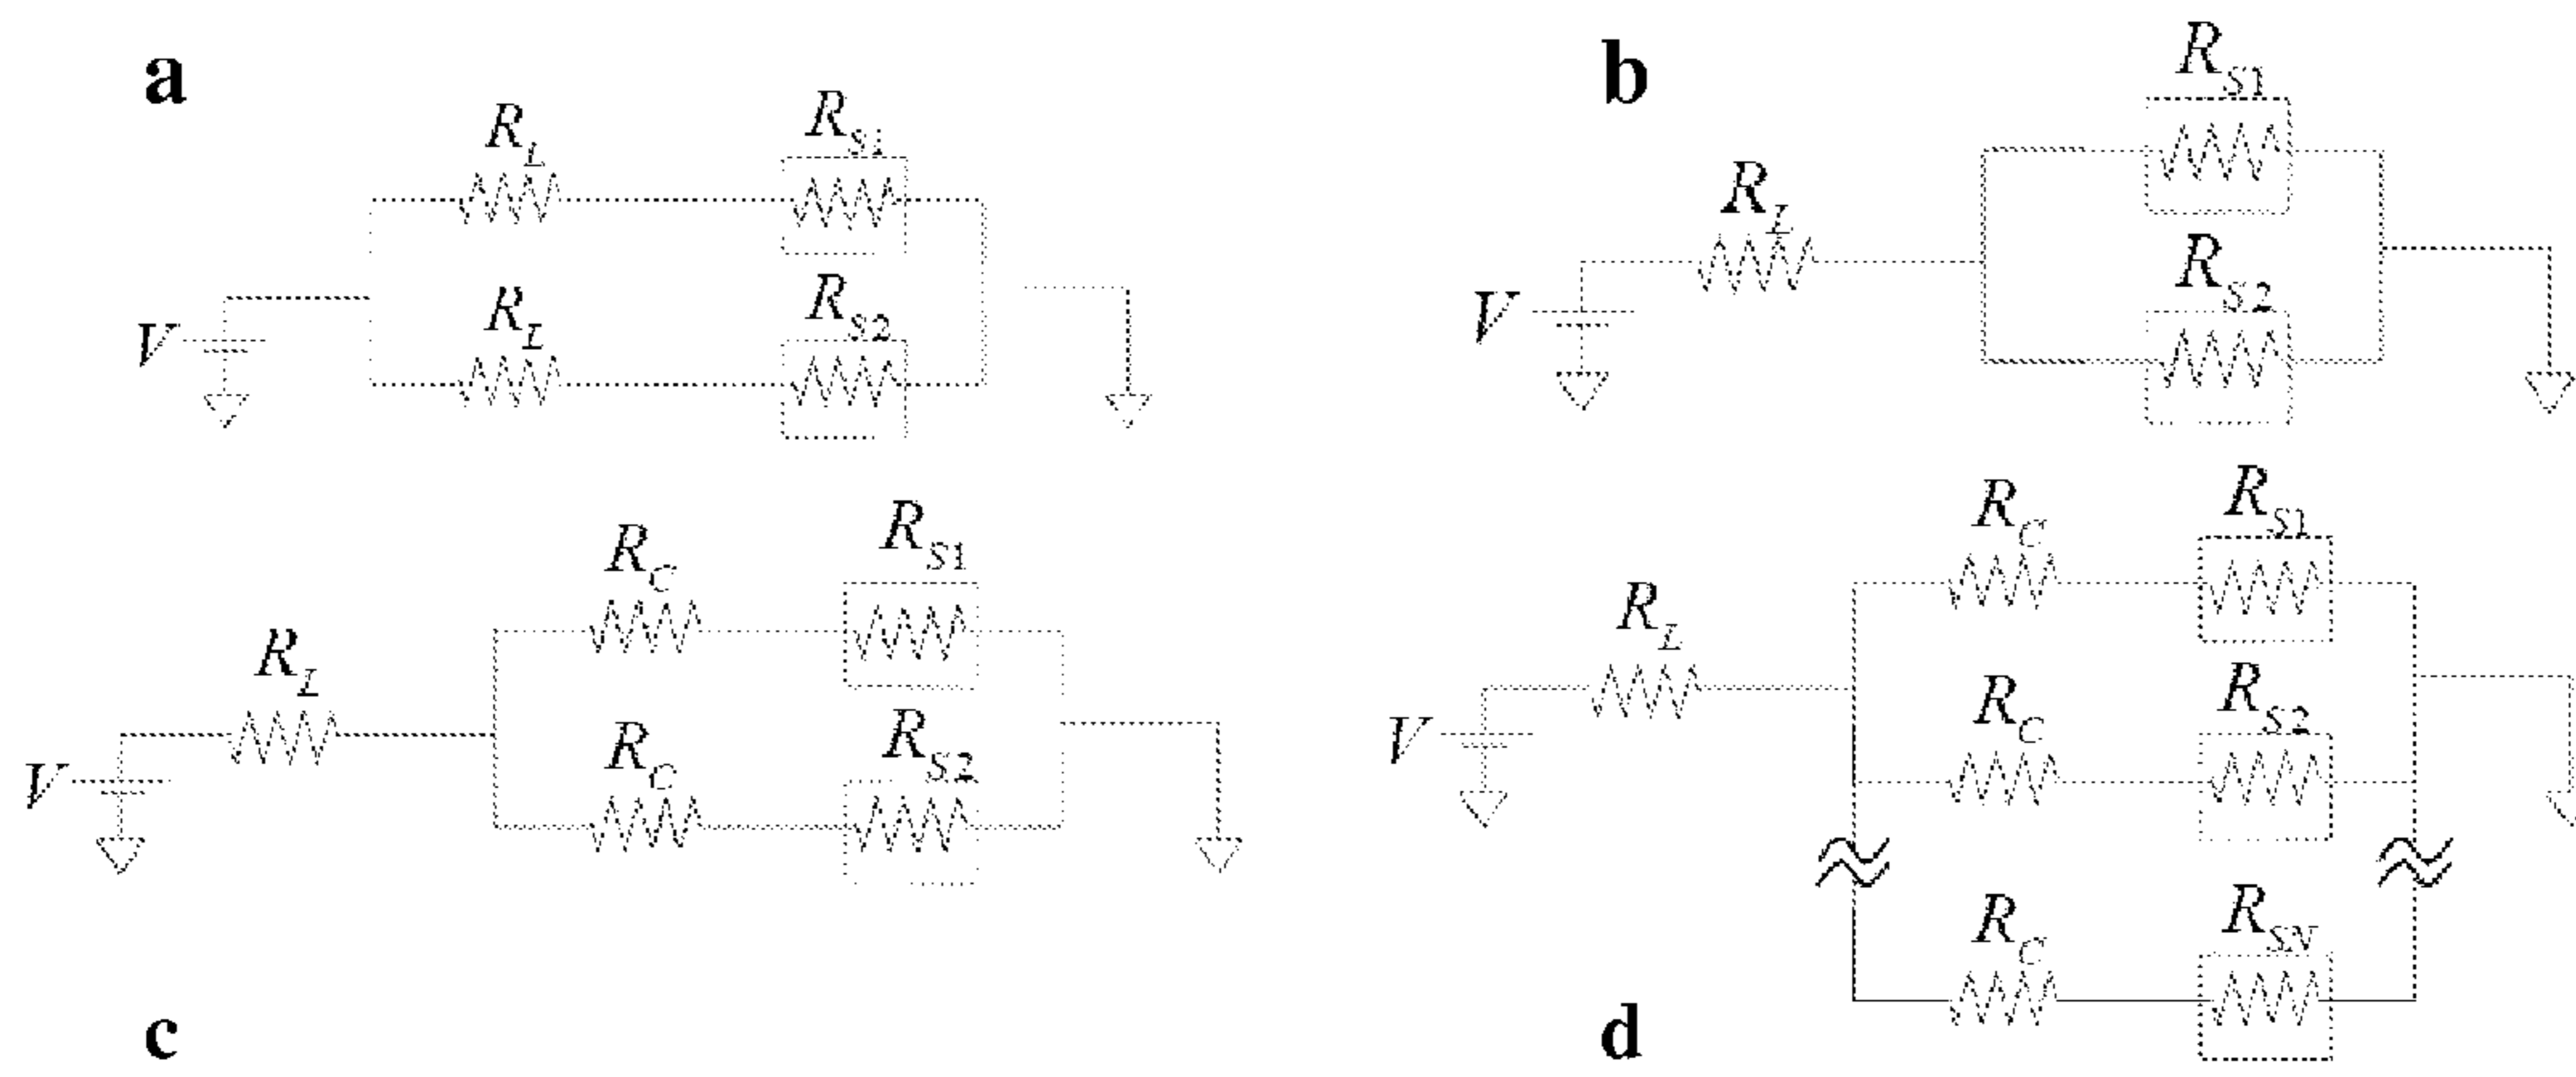 a
R_L R_S1
V
R_L R_S2
b
R_S1
R_L
V
R_S2
R_C R_S1
R_L
V
R_C R_S2
c
R_C R_S1
R_L
V
R_C R_S2
R_C R_SN
d